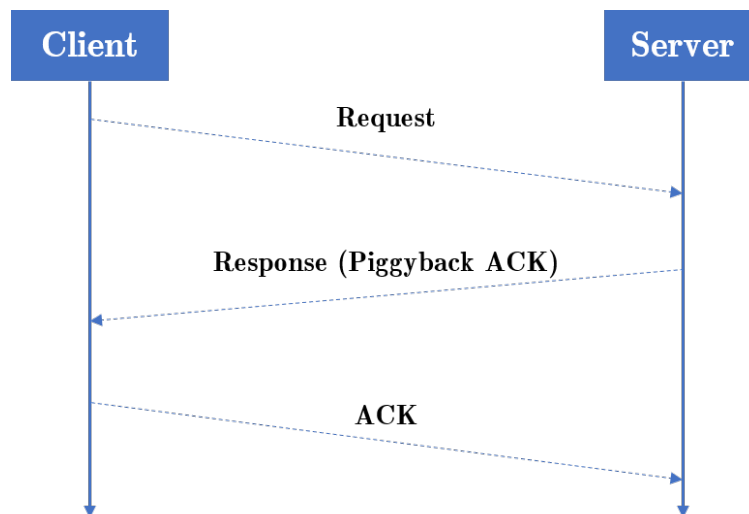 Client
Server
Request
Response (Piggyback ACK)
ACK